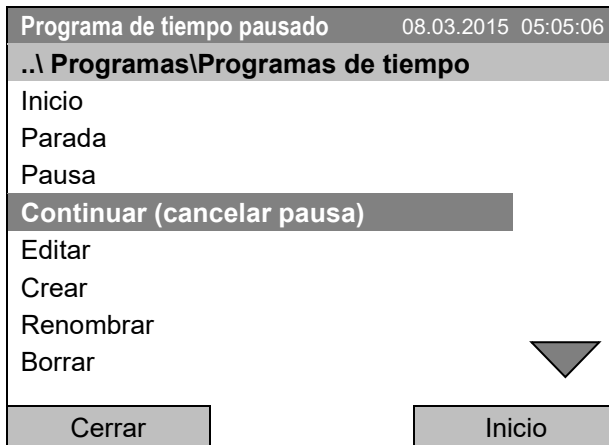 Programa de tiempo pausado 08.03.2015 05:05:06
..\ Programas\Programas de tiempo
Inicio
Parada
Pausa
Continuar (cancelar pausa)
Editar
Crear
Renombrar
Borrar
Cerrar Inicio